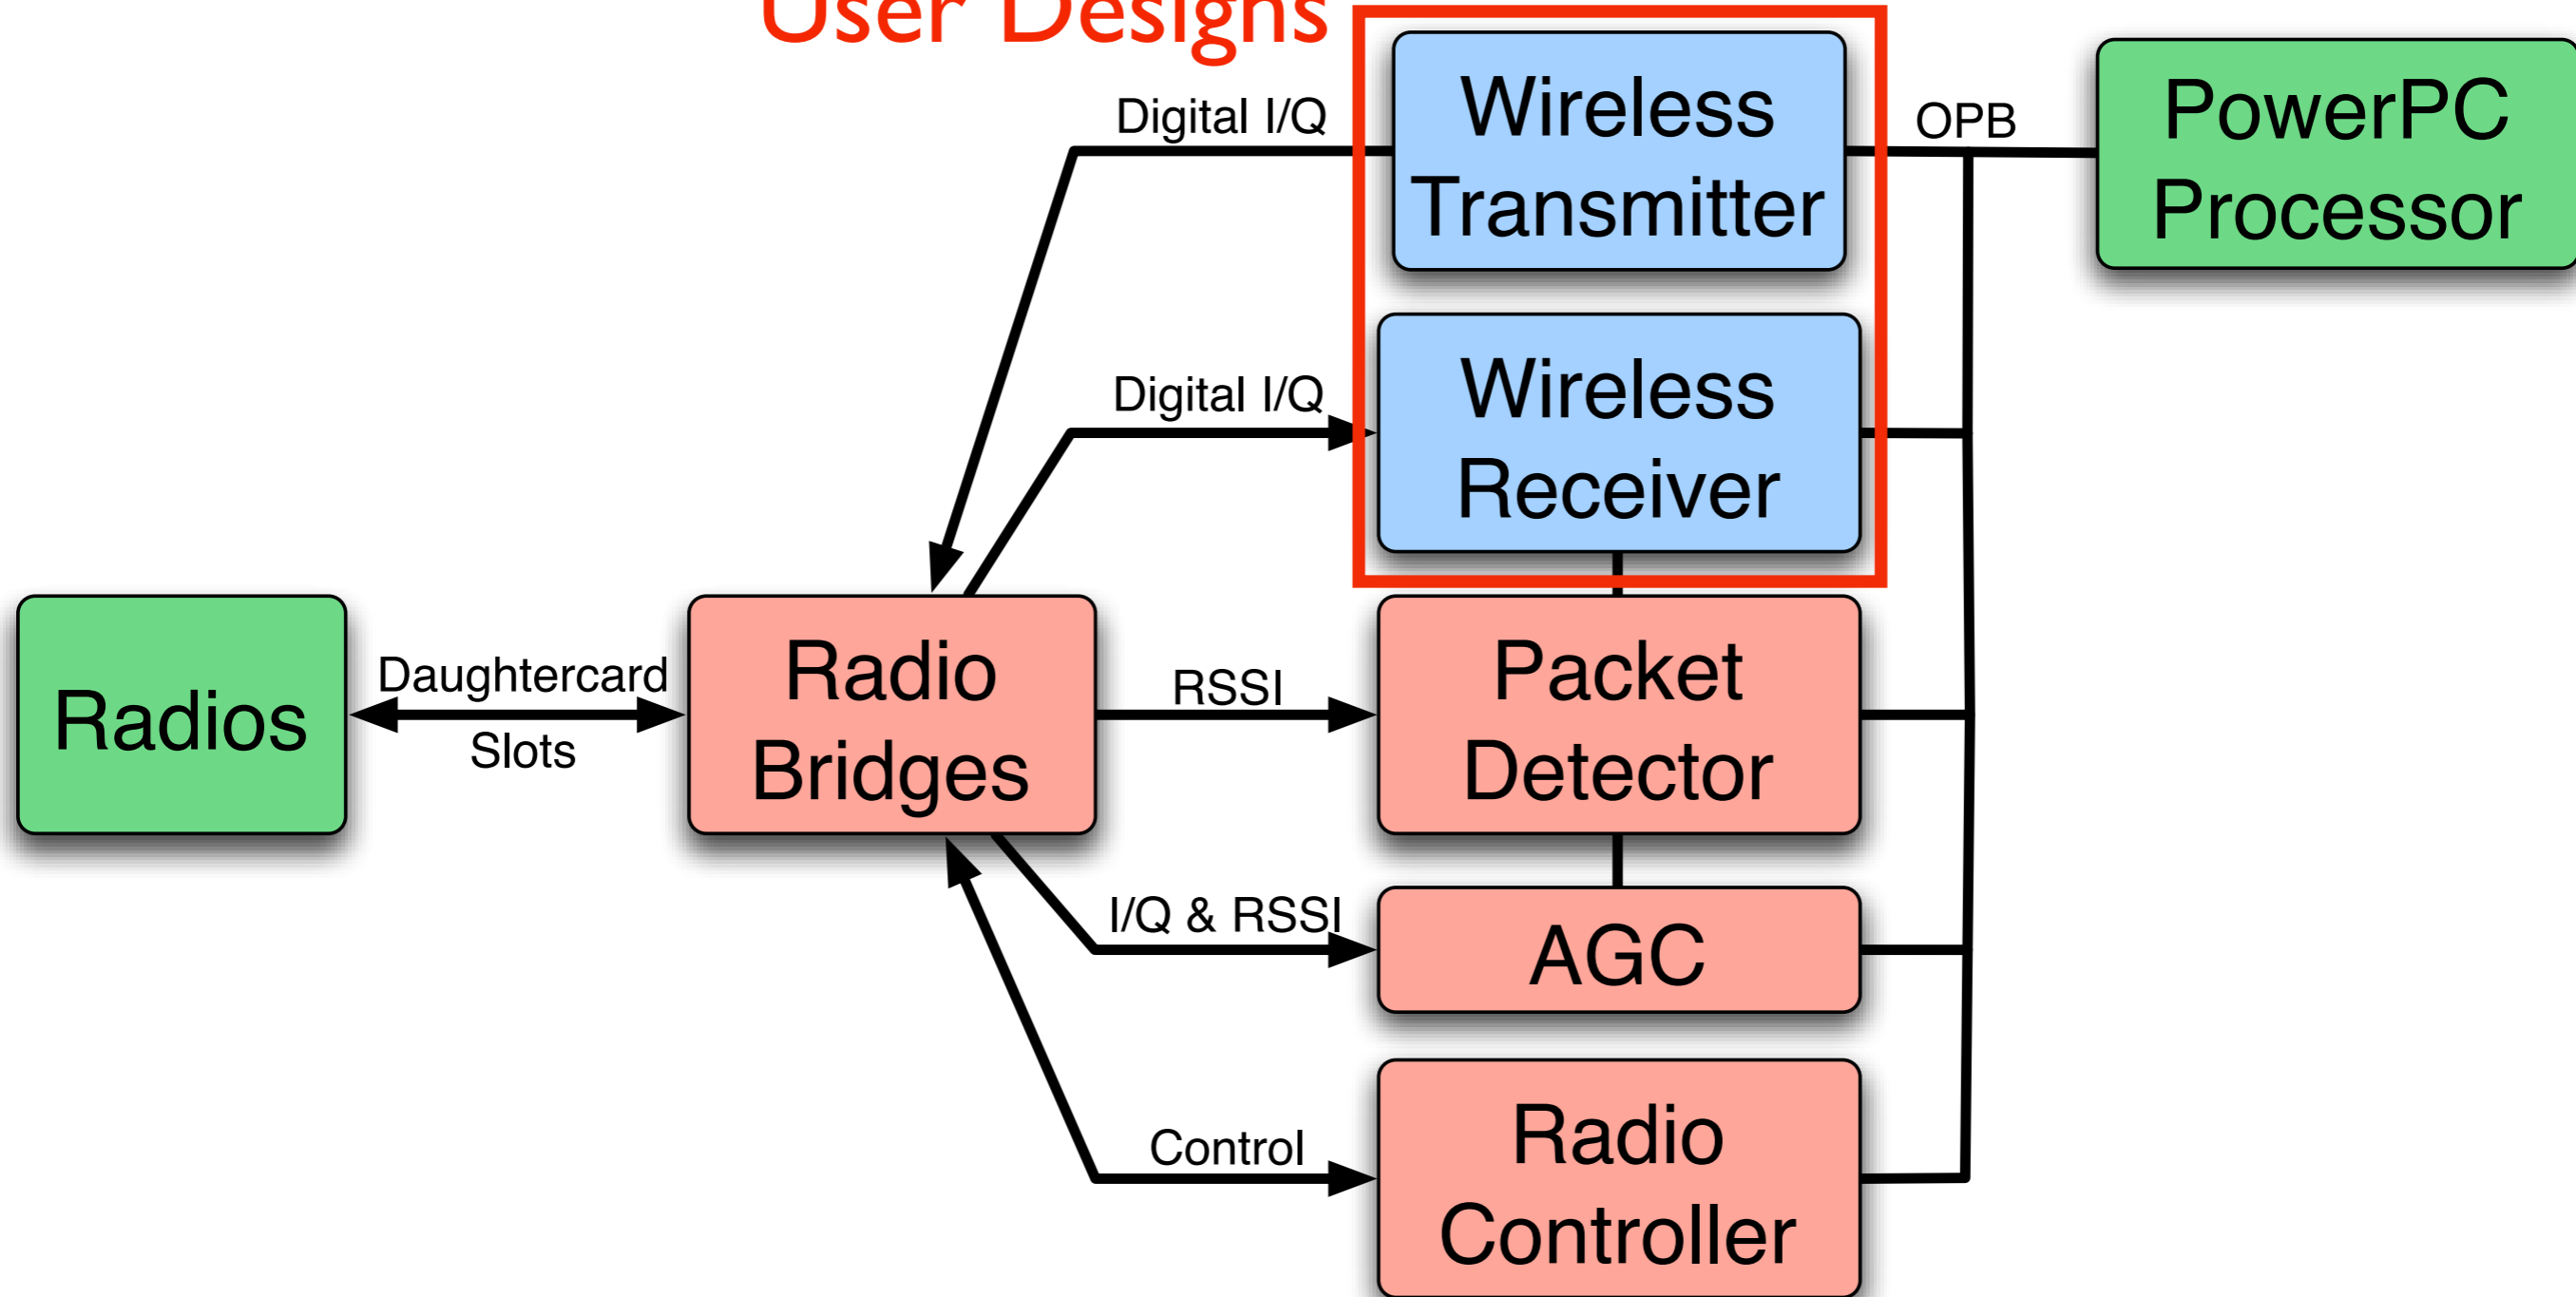 User Designs
Digital I/Q
Wireless
Transmitter
OPB
PowerPC
Processor
Digital I/Q
Wireless
Receiver
Radios
Daughtercard
Slots
Radio
Bridges
RSSI
Packet
Detector
I/Q & RSSI
AGC
Control
Radio
Controller